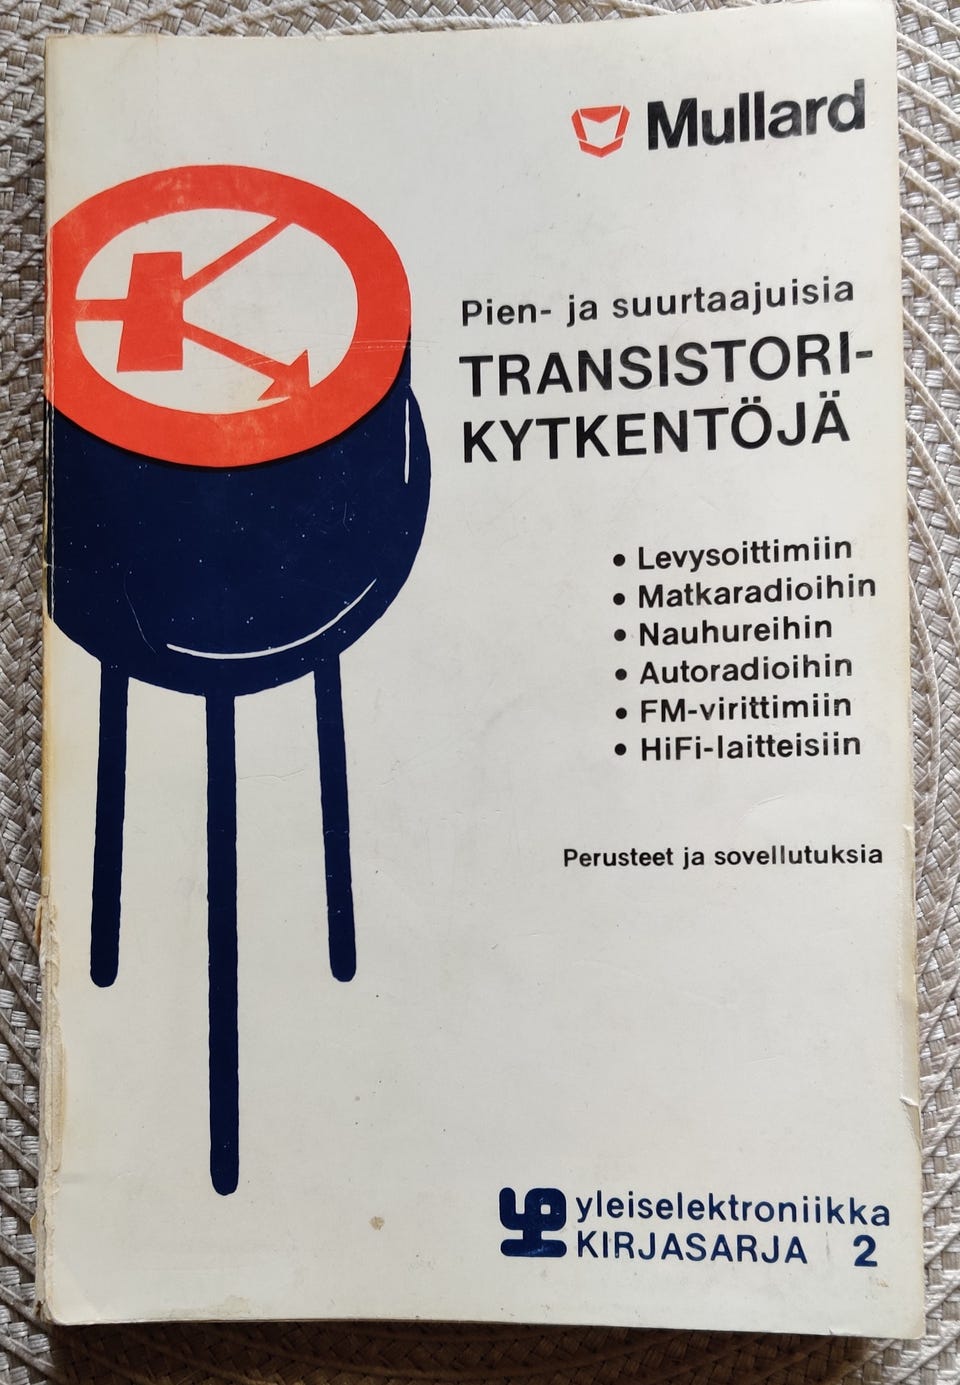 Mullard
Pien- ja suurtaajuisia
TRANSISTORI-
KYTKENTÖJÄ
• Levysoittimiin
• Matkaradioihin
• Nauhureihin
• Autoradioihin
• FM-virittimiin
• HiFi-laitteisiin
Perusteet ja sovellutuksia
yleiselektroniikka
KIRJASARJA 2